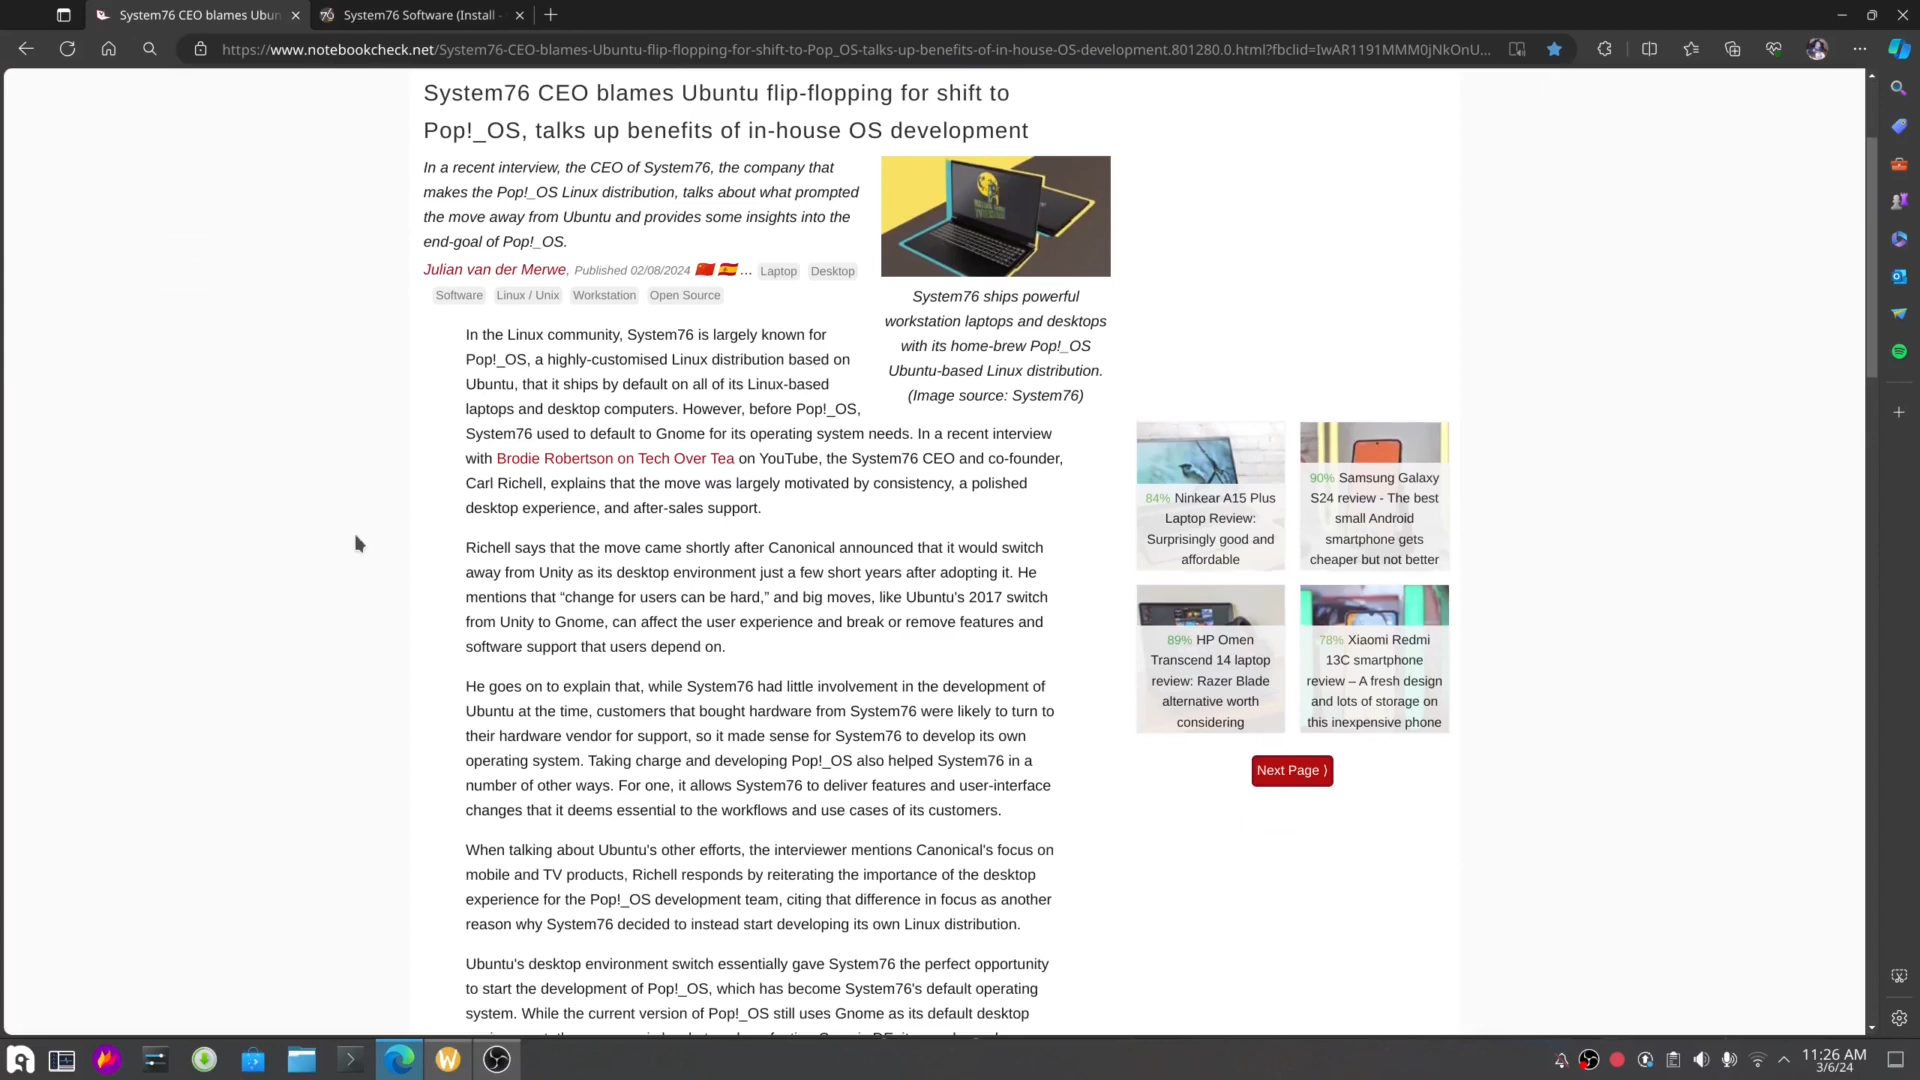 System76 CEO blames Ubun
System76 Software (Install -
https://www.notebookcheck.net/System76-CEO-blames-Ubuntu-flip-flopping-for-shift-to-Pop_OS-talks-up-benefits-of-in-house-OS-development.801280.0.html?fbclid=IwAR1191MMM0jNkOnU...
System76 CEO blames Ubuntu flip-flopping for shift to
Pop!_OS, talks up benefits of in-house OS development
In a recent interview, the CEO of System76, the company that
makes the Pop!_OS Linux distribution, talks about what prompted
the move away from Ubuntu and provides some insights into the
end-goal of Pop!_OS.
Julian van der Merwe, Published 02/08/2024 ... Laptop Desktop
Software Linux / Unix Workstation Open Source
System76 ships powerful
workstation laptops and desktops
with its home-brew Pop!_OS
Ubuntu-based Linux distribution.
(Image source: System76)
In the Linux community, System76 is largely known for
Pop!_OS, a highly-customised Linux distribution based on
Ubuntu, that it ships by default on all of its Linux-based
laptops and desktop computers. However, before Pop!_OS,
System76 used to default to Gnome for its operating system needs. In a recent interview
with Brodie Robertson on Tech Over Tea on YouTube, the System76 CEO and co-founder,
Carl Richell, explains that the move was largely motivated by consistency, a polished
desktop experience, and after-sales support.
Richell says that the move came shortly after Canonical announced that it would switch
away from Unity as its desktop environment just a few short years after adopting it. He
mentions that “change for users can be hard,” and big moves, like Ubuntu's 2017 switch
from Unity to Gnome, can affect the user experience and break or remove features and
software support that users depend on.
He goes on to explain that, while System76 had little involvement in the development of
Ubuntu at the time, customers that bought hardware from System76 were likely to turn to
their hardware vendor for support, so it made sense for System76 to develop its own
operating system. Taking charge and developing Pop!_OS also helped System76 in a
number of other ways. For one, it allows System76 to deliver features and user-interface
changes that it deems essential to the workflows and use cases of its customers.
When talking about Ubuntu's other efforts, the interviewer mentions Canonical's focus on
mobile and TV products, Richell responds by reiterating the importance of the desktop
experience for the Pop!_OS development team, citing that difference in focus as another
reason why System76 decided to instead start developing its own Linux distribution.
Ubuntu's desktop environment switch essentially gave System76 the perfect opportunity
to start the development of Pop!_OS, which has become System76's default operating
system. While the current version of Pop!_OS still uses Gnome as its default desktop
84% Ninkear A15 Plus
Laptop Review:
Surprisingly good and
affordable
90% Samsung Galaxy
S24 review - The best
small Android
smartphone gets
cheaper but not better
89% HP Omen
Transcend 14 laptop
review: Razer Blade
alternative worth
considering
78% Xiaomi Redmi
13C smartphone
review – A fresh design
and lots of storage on
this inexpensive phone
Next Page ⟩
11:26 AM
3/6/24